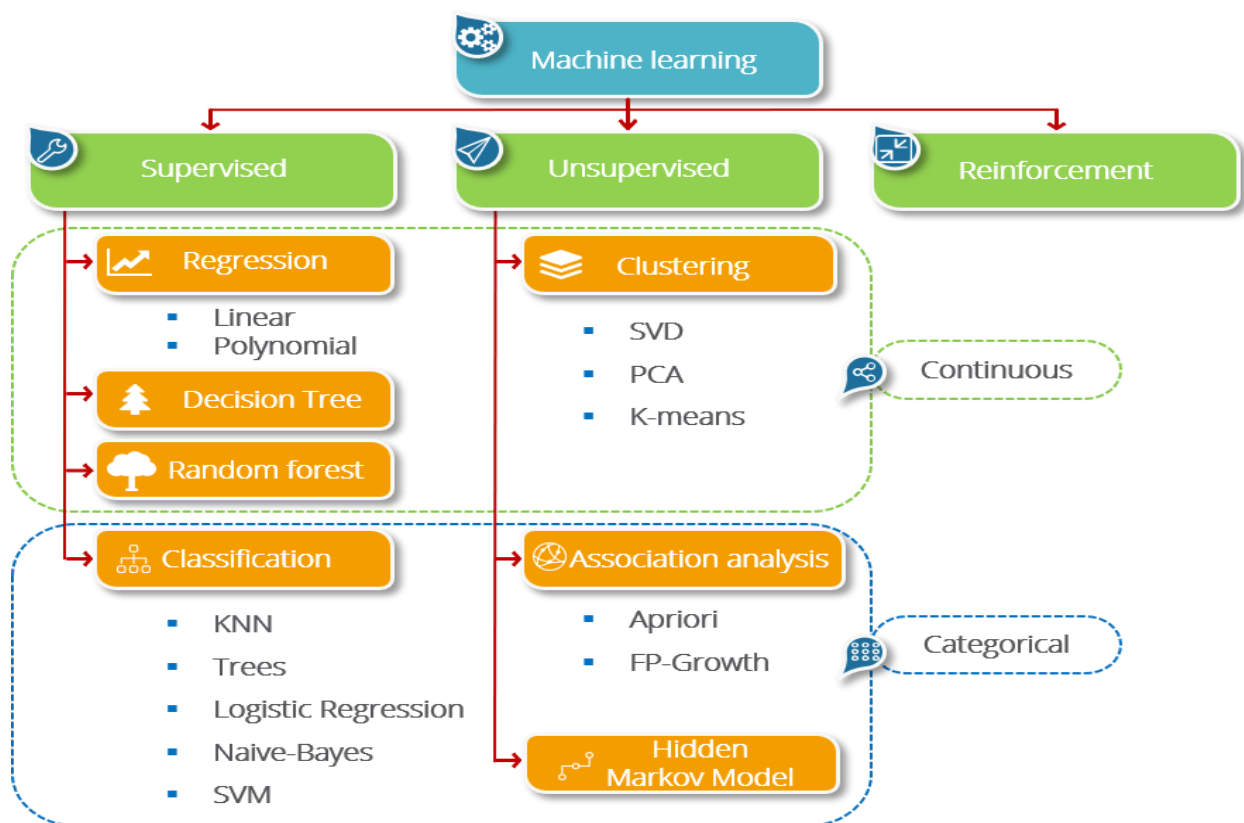 Machine learning
Supervised
Unsupervised
Reinforcement
Regression
Linear
Polynomial
Decision Tree
Random forest
Clustering
SVD
PCA
K-means
Continuous
Classification
KNN
Trees
Logistic Regression
Naive-Bayes
SVM
Association analysis
Apriori
FP-Growth
Hidden
Markov Model
Categorical